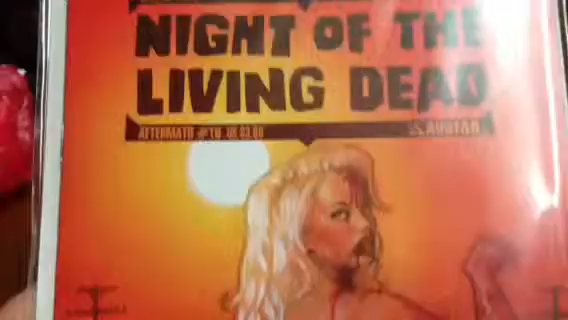 NIGHT OF THE
LIVING DEAD
AFTERMATH
AVATAR